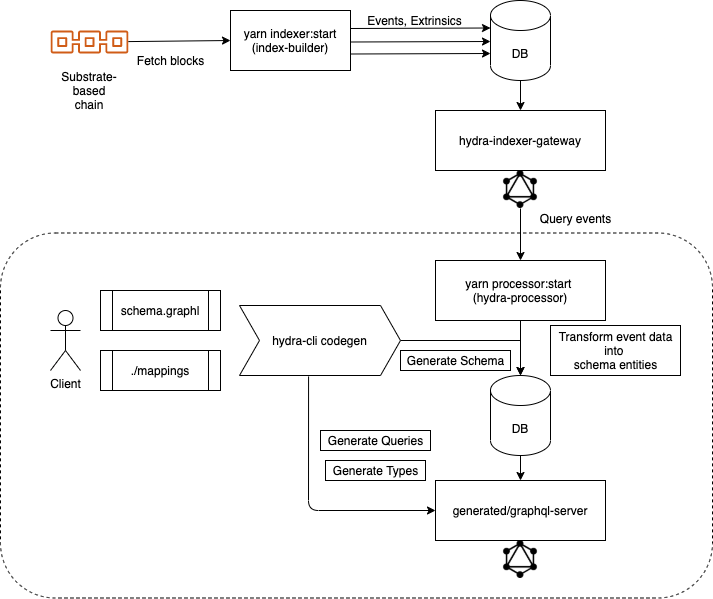 yarn indexer:start
(index-builder)
Events, Extrinsics
DB
Fetch blocks
Substrate-
based
chain
hydra-indexer-gateway
Query events
yarn processor:start
(hydra-processor)
schema.graphl
hydra-cli codegen
Transform event data
into
schema entities
Generate Schema
./mappings
Client
DB
Generate Queries
Generate Types
generated/graphql-server